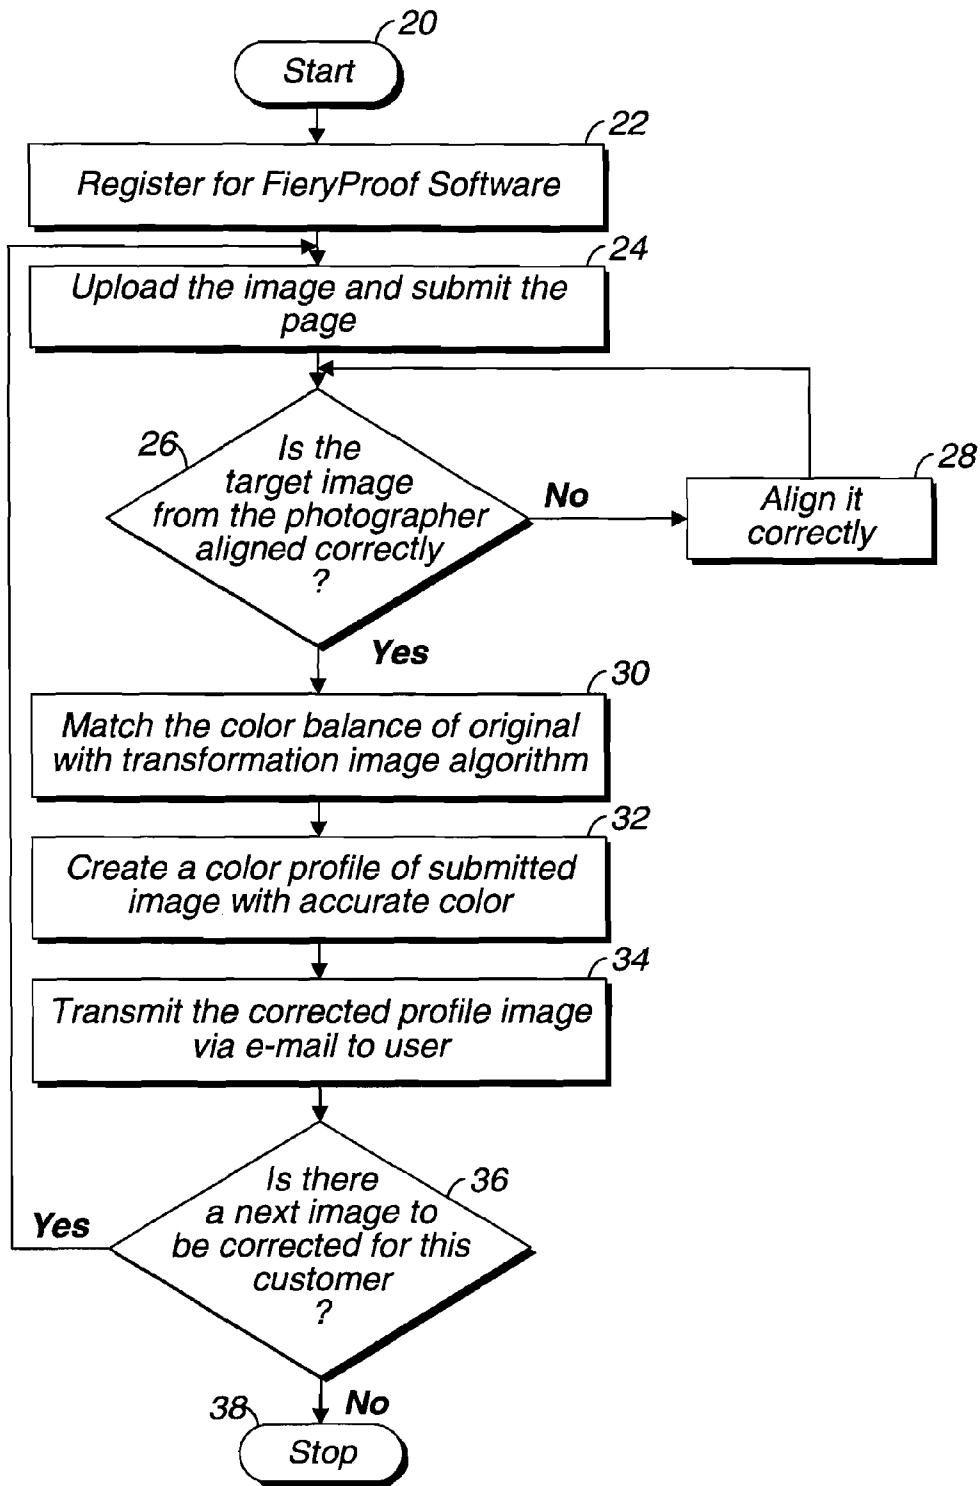 20
Start
22
Register for FieryProof Software
24
Upload the image and submit the
page
26
Is the
target image
from the photographer
aligned correctly
?
No
28
Align it
correctly
Yes
30
Match the color balance of original
with transformation image algorithm
32
Create a color profile of submitted
image with accurate color
34
Transmit the corrected profile image
via e-mail to user
36
Is there
a next image to
be corrected for this
customer
?
Yes
No
38
Stop